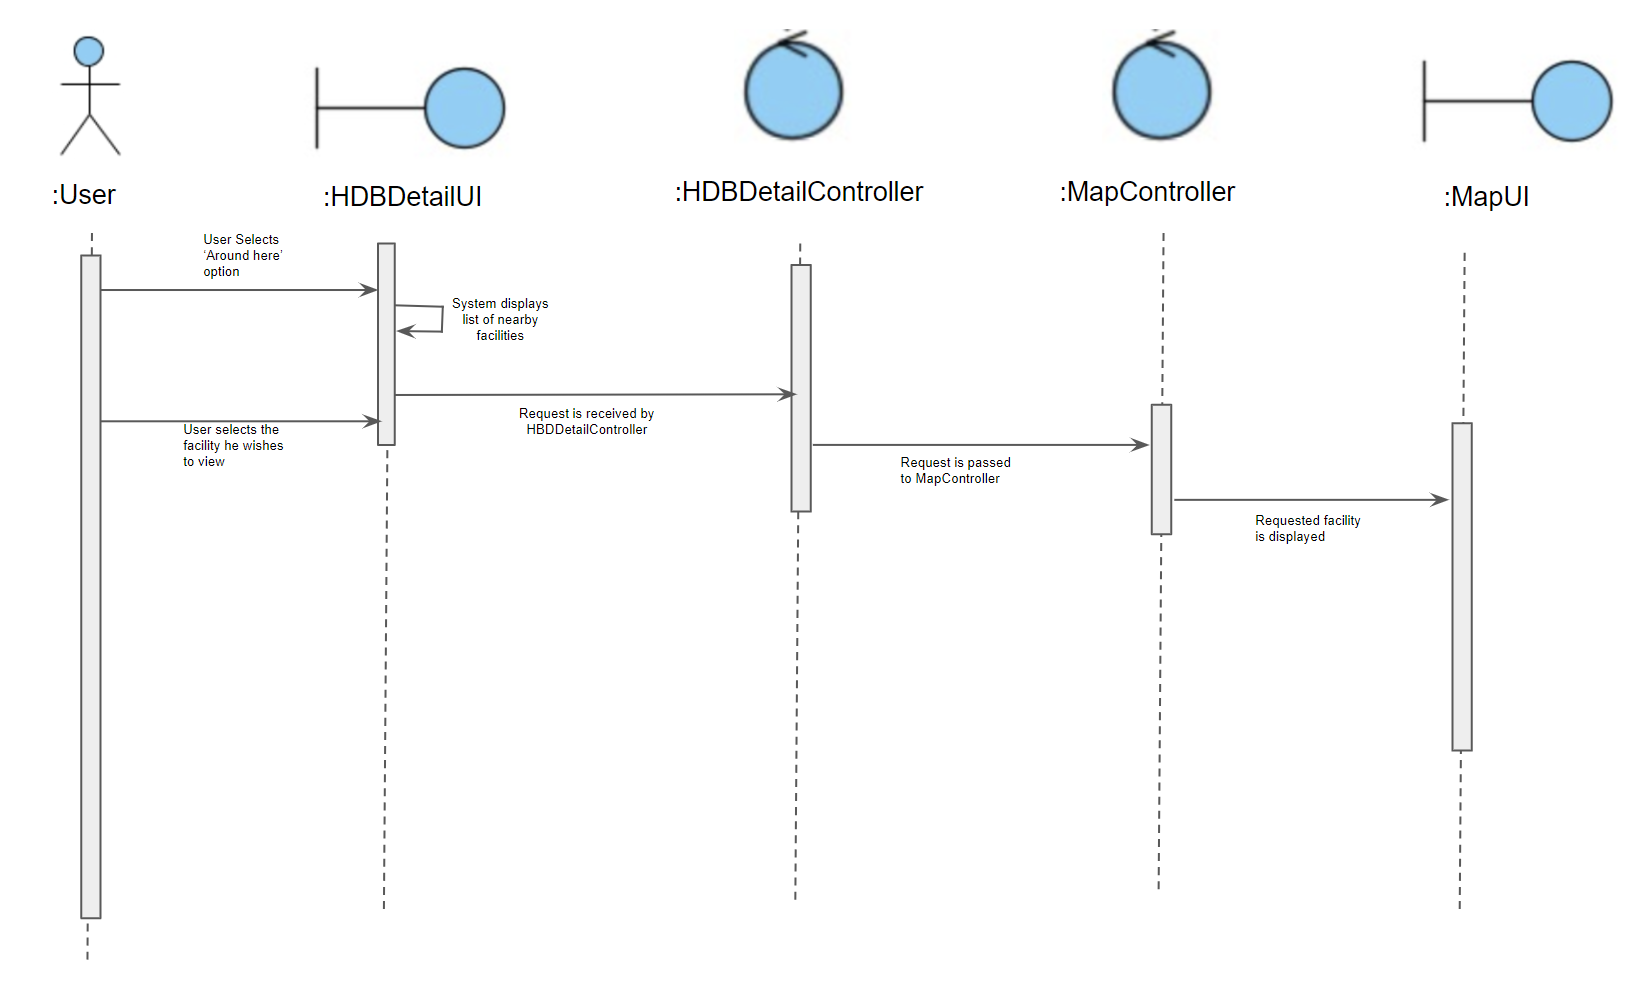 :User
:HDBDetailUI
:HDBDetailController
:MapController
:MapUI
User Selects
‘Around here’
option
System displays
list of nearby
facilities
Request is received by
HBDDetailController
User selects the
facility he wishes
to view
Request is passed
to MapController
Requested facility
is displayed